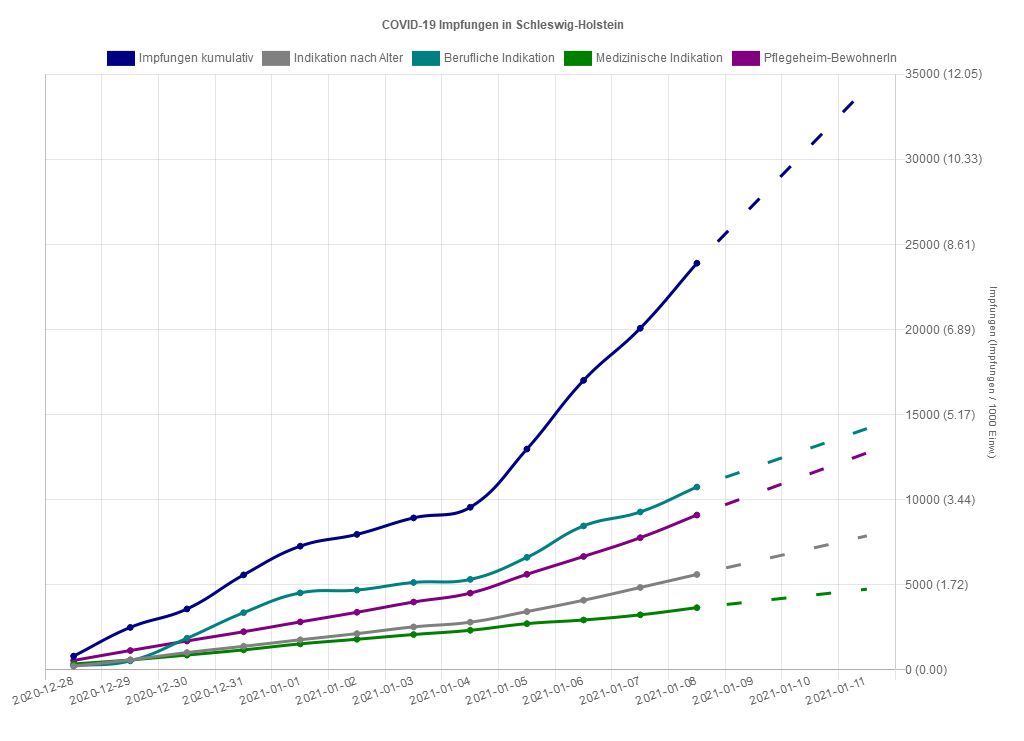 COVID-19 Impfungen in Schleswig-Holstein
Impfungen kumulativ Indikation nach Alter Berufliche Indikation Medizinische Indikation Pflegeheim-BewohnerIn
35000 (12.05)
30000 (10.33)
25000 (8.61)
20000 (6.89)
15000 (5.17)
10000 (3.44)
5000 (1.72)
0 (0.00)
Impfungen (Impfungen / 1000 Einw.)
2020-12-28 2020-12-29 2020-12-30 2020-12-31 2021-01-01 2021-01-02 2021-01-03 2021-01-04 2021-01-05 2021-01-06 2021-01-07 2021-01-08 2021-01-09 2021-01-10 2021-01-11